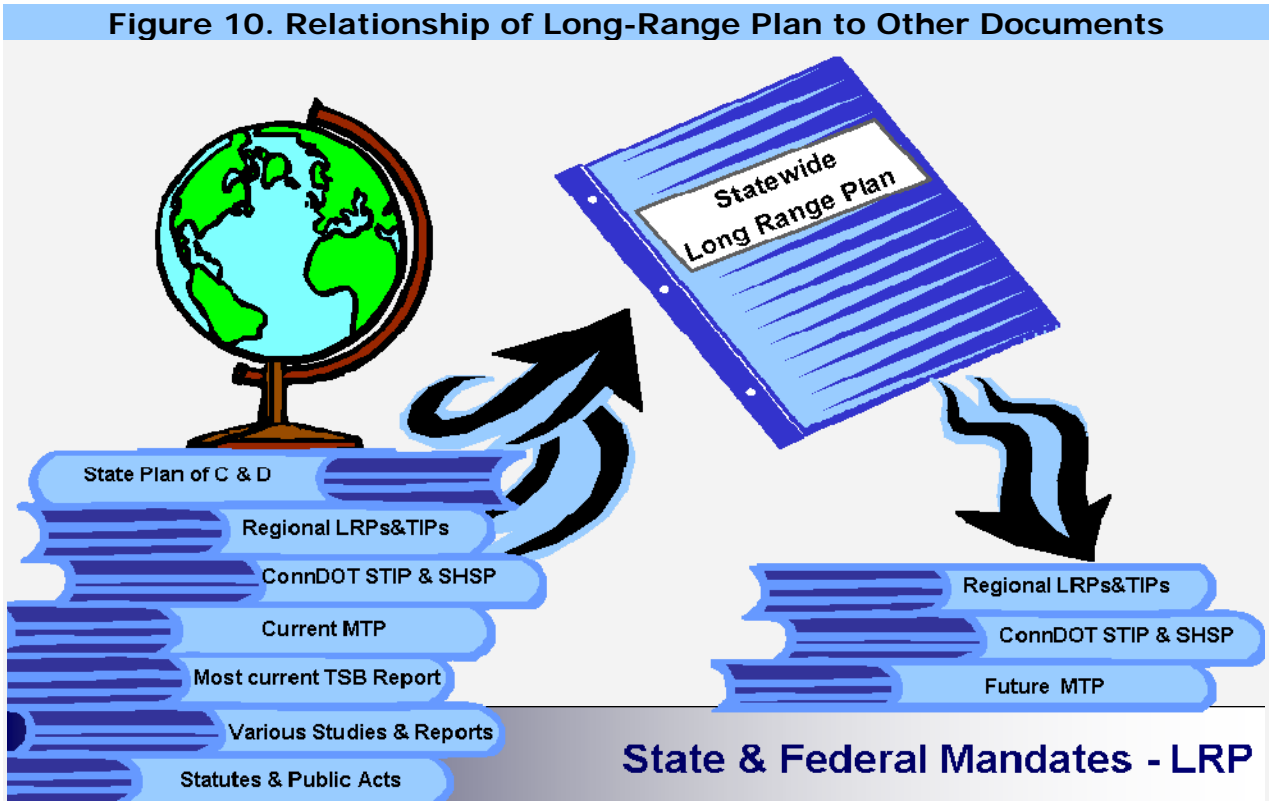 Figure 10. Relationship of Long-Range Plan to Other Documents
Statewide
Long Range Plan
State Plan of C & D
Regional LRPs&TIPs
ConnDOT STIP & SHSP
Current MTP
Most current TSB Report
Various Studies & Reports
Statutes & Public Acts
Regional LRPs&TIPs
ConnDOT STIP & SHSP
Future MTP
State & Federal Mandates - LRP